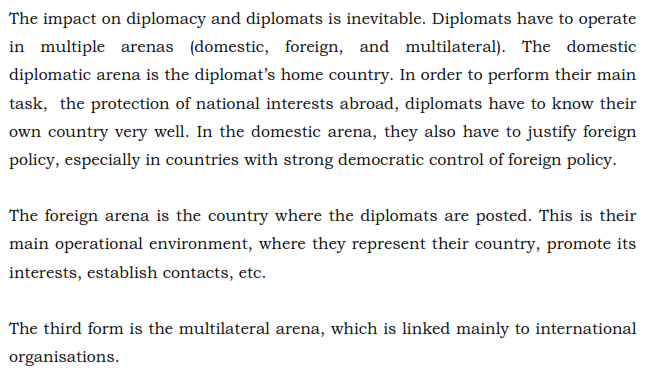 The impact on diplomacy and diplomats is inevitable. Diplomats have to operate
in multiple arenas (domestic, foreign, and multilateral). The domestic
diplomatic arena is the diplomat's home country. In order to perform their main
task, the protection of national interests abroad, diplomats have to know their
own country very well. In the domestic arena, they also have to justify foreign
policy, especially in countries with strong democratic control of foreign policy.
The foreign arena is the country where the diplomats are posted. This is their
main operational environment, where they represent their country, promote its
interests, establish contacts, etc.
The third form is the multilateral arena, which is linked mainly to international
organisations.